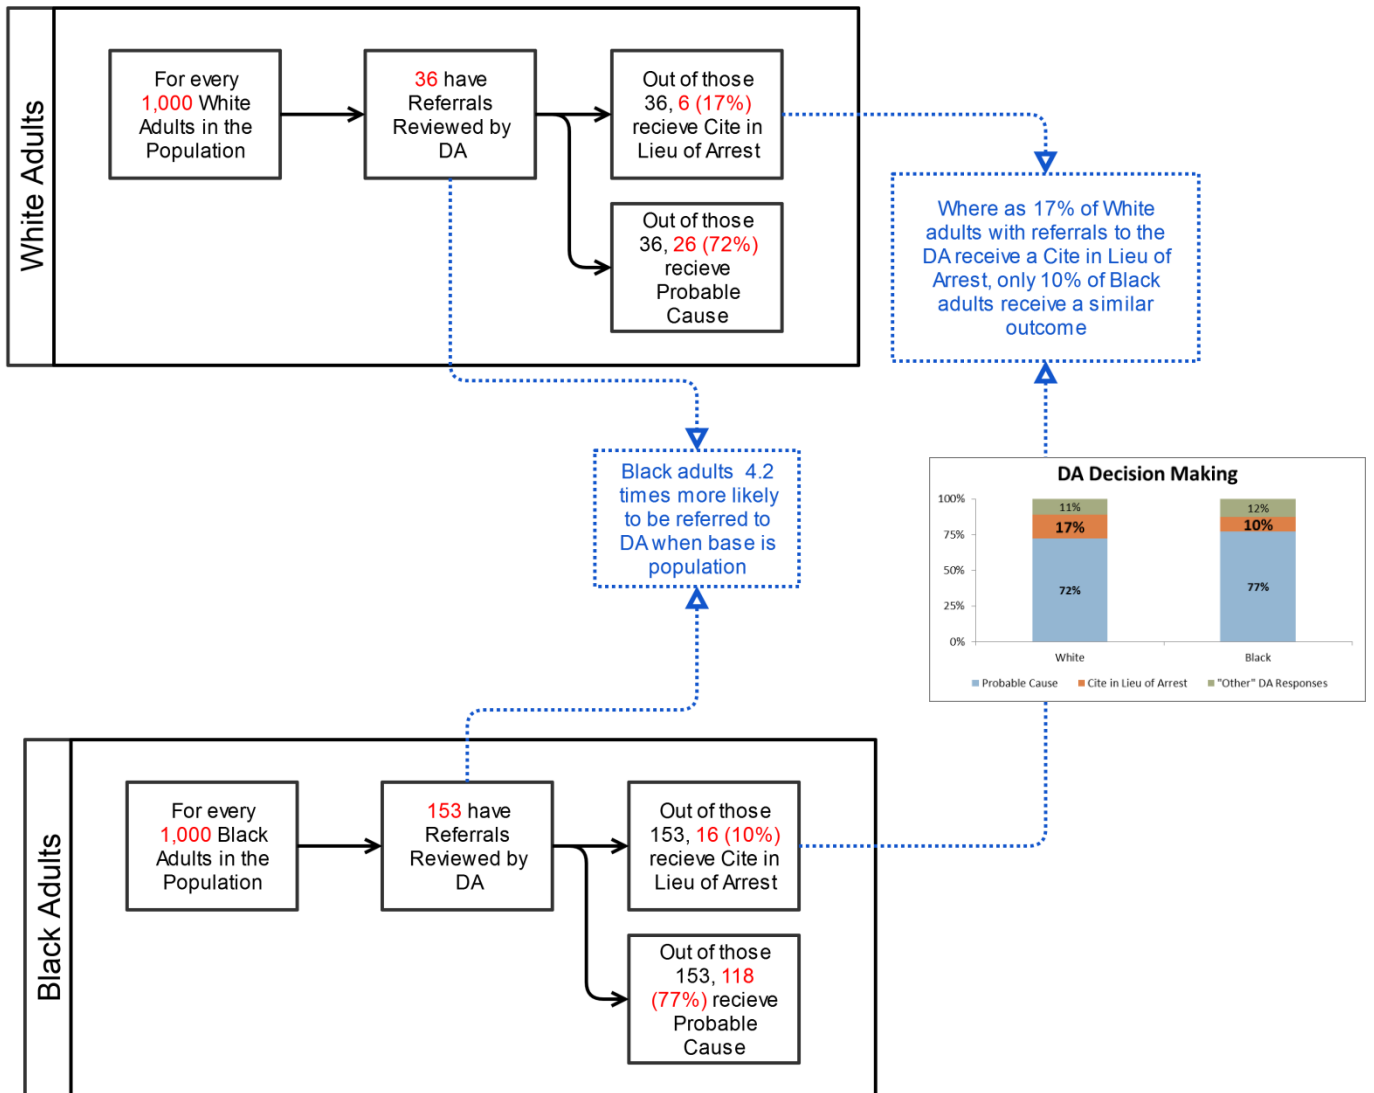 White Adults
For every
1,000 White
Adults in the
Population
36 have
Referrals
Reviewed by
DA
Out of those
36, 6 (17%)
recieve Cite in
Lieu of Arrest
Out of those
36, 26 (72%)
recieve
Probable
Cause
Where as 17% of White
adults with referrals to the
DA receive a Cite in Lieu of
Arrest, only 10% of Black
adults receive a similar
outcome
Black adults 4.2
times more likely
to be referred to
DA when base is
population
DA Decision Making
100%
75%
50%
25%
0%
11%
17%
72%
12%
10%
77%
White
Black
Probable Cause
Cite in Lieu of Arrest
"Other" DA Responses
Black Adults
For every
1,000 Black
Adults in the
Population
153 have
Referrals
Reviewed by
DA
Out of those
153, 16 (10%)
recieve Cite in
Lieu of Arrest
Out of those
153, 118
(77%) recieve
Probable
Cause